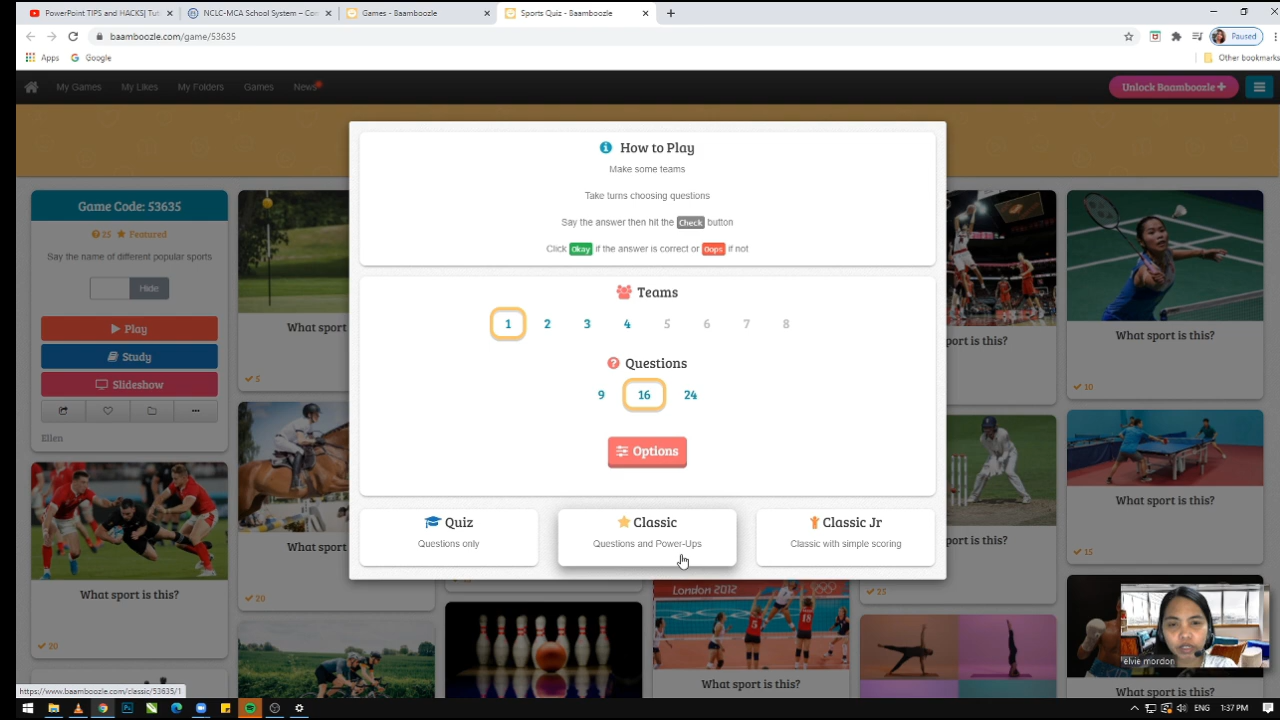 PowerPoint TIPS and HACKS| Tut
NCLC-MCA School System – Con
Games - Baamboozle
Sports Quiz - Baamboozle
baamboozle.com/game/53635
Paused
Apps
Google
Other bookmarks
My Games
My Likes
My Folders
Games
News
Unlock Baamboozle +
How to Play
Make some teams
Take turns choosing questions
Say the answer then hit the Check button
Click Okay if the answer is correct or Oops if not
Teams
1 2 3 4 5 6 7 8
Questions
9 16 24
Options
Quiz
Questions only
Classic
Questions and Power-Ups
Classic Jr
Classic with simple scoring
Game Code: 53635
25 Featured
Say the name of different popular sports
Hide
Play
Study
Slideshow
Ellen
What sport is this?
20
What sport
5
What sport
20
London 2012
What sport is this?
port is this?
port is this?
25
What sport is this?
10
What sport is this?
15
What sport is this?
elvie mordon
https://www.baamboozle.com/classic/53635/1
ENG
1:37 PM